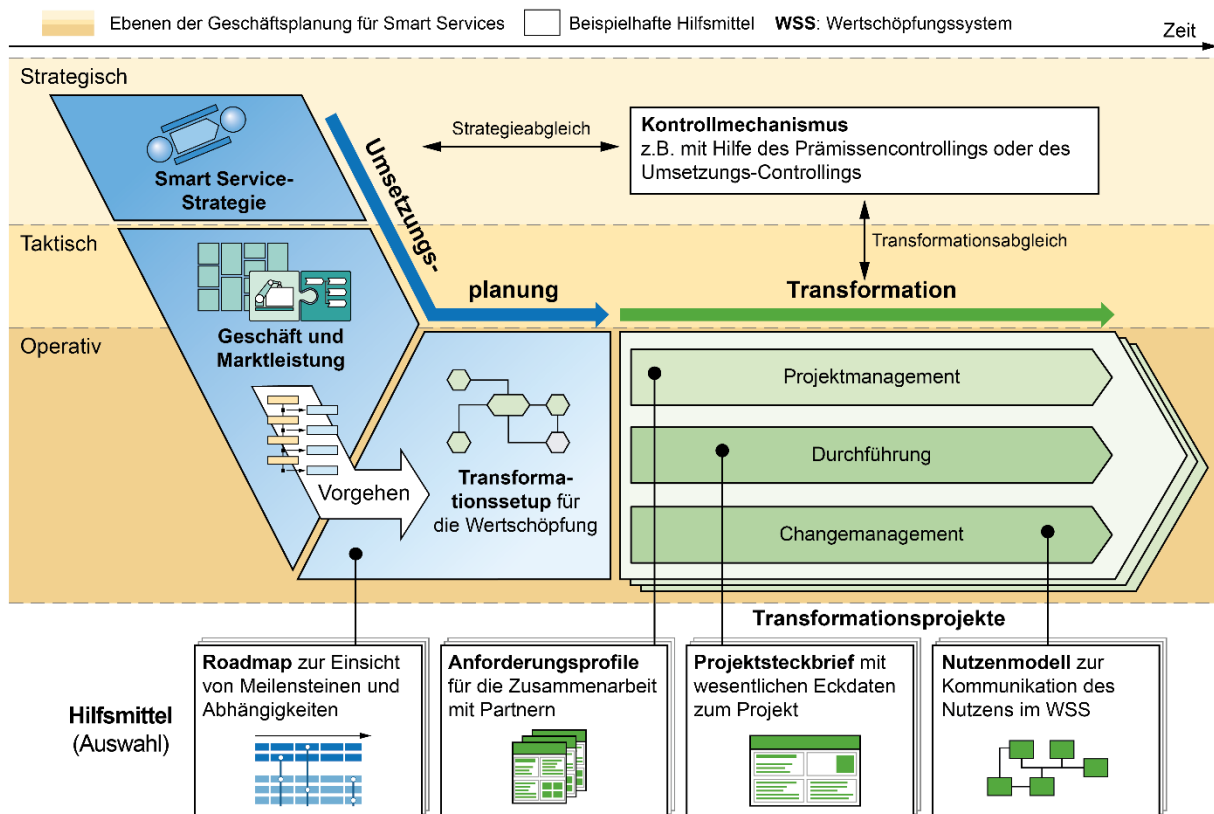 Ebenen der Geschäftsplanung für Smart Services
Beispielhafte Hilfsmittel
WSS: Wertschöpfungssystem
Zeit
Strategisch
Smart Service-
Strategie
Umsetzungs-
planung
Strategieabgleich
Kontrollmechanismus
z.B. mit Hilfe des Prämissencontrollings oder des
Umsetzungs-Controllings
Taktisch
Transformationsabgleich
Transformation
Geschäft und
Marktleistung
Operativ
Vorgehen
Transforma-
tionssetup für
die Wertschöpfung
Projektmanagement
Durchführung
Changemanagement
Transformationsprojekte
Hilfsmittel
(Auswahl)
Roadmap zur Einsicht
von Meilensteinen und
Abhängigkeiten
Anforderungsprofile
für die Zusammenarbeit
mit Partnern
Projektsteckbrief mit
wesentlichen Eckdaten
zum Projekt
Nutzenmodell zur
Kommunikation des
Nutzens im WSS